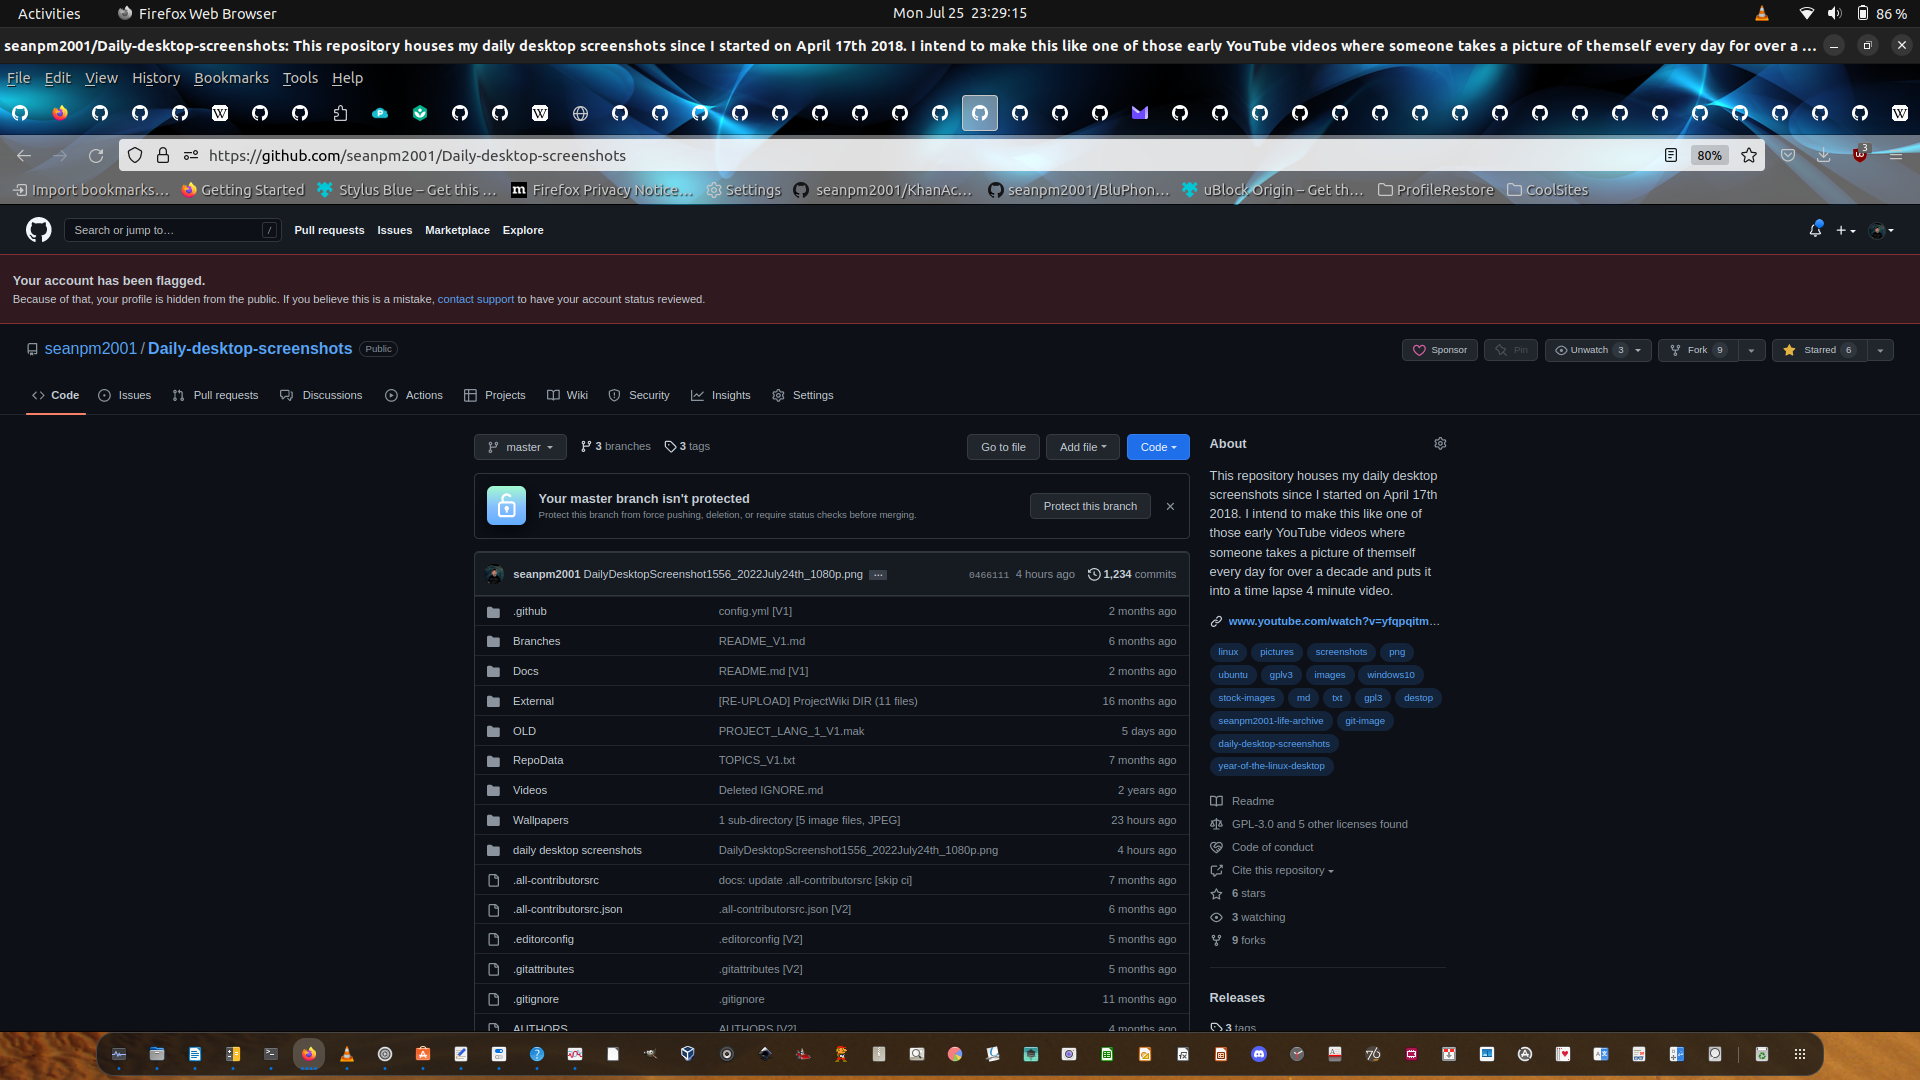 Activities
Firefox Web Browser
Mon Jul 25 23:29:15
86 %
seanpm2001/Daily-desktop-screenshots: This repository houses my daily desktop screenshots since I started on April 17th 2018. I intend to make this like one of those early YouTube videos where someone takes a picture of themself every day for over a ...
File Edit View History Bookmarks Tools Help
https://github.com/seanpm2001/Daily-desktop-screenshots
80%
3
Import bookmarks... Getting Started Stylus Blue – Get this ... Firefox Privacy Notice... Settings seanpm2001/KhanAc... seanpm2001/BluPhon... uBlock Origin – Get th... ProfileRestore CoolSites
Search or jump to... /
Pull requests Issues Marketplace Explore
Your account has been flagged.
Because of that, your profile is hidden from the public. If you believe this is a mistake, contact support to have your account status reviewed.
seanpm2001 / Daily-desktop-screenshots Public
Sponsor Pin Unwatch 3 Fork 9 Starred 6
Code Issues Pull requests Discussions Actions Projects Wiki Security Insights Settings
master 3 branches 3 tags
Go to file Add file Code
Your master branch isn't protected
Protect this branch from force pushing, deletion, or require status checks before merging.
Protect this branch
seanpm2001 DailyDesktopScreenshot1556_2022July24th_1080p.png ... 0466111 4 hours ago 1,234 commits
.github config.yml [V1] 2 months ago
Branches README_V1.md 6 months ago
Docs README.md [V1] 2 months ago
External [RE-UPLOAD] ProjectWiki DIR (11 files) 16 months ago
OLD PROJECT_LANG_1_V1.mak 5 days ago
RepoData TOPICS_V1.txt 7 months ago
Videos Deleted IGNORE.md 2 years ago
Wallpapers 1 sub-directory [5 image files, JPEG] 23 hours ago
daily desktop screenshots DailyDesktopScreenshot1556_2022July24th_1080p.png 4 hours ago
.all-contributorsrc docs: update .all-contributorsrc [skip ci] 7 months ago
.all-contributorsrc.json .all-contributorsrc.json [V2] 6 months ago
.editorconfig .editorconfig [V2] 5 months ago
.gitattributes .gitattributes [V2] 5 months ago
.gitignore .gitignore 11 months ago
AUTHORS AUTHORS [V2] 4 months ago
About
This repository houses my daily desktop
screenshots since I started on April 17th
2018. I intend to make this like one of
those early YouTube videos where
someone takes a picture of themself
every day for over a decade and puts it
into a time lapse 4 minute video.
www.youtube.com/watch?v=yfqpqitm...
linux pictures screenshots png
ubuntu gplv3 images windows10
stock-images md txt gpl3 destop
seanpm2001-life-archive git-image
daily-desktop-screenshots
year-of-the-linux-desktop
Readme
GPL-3.0 and 5 other licenses found
Code of conduct
Cite this repository
6 stars
3 watching
9 forks
Releases
3 tags